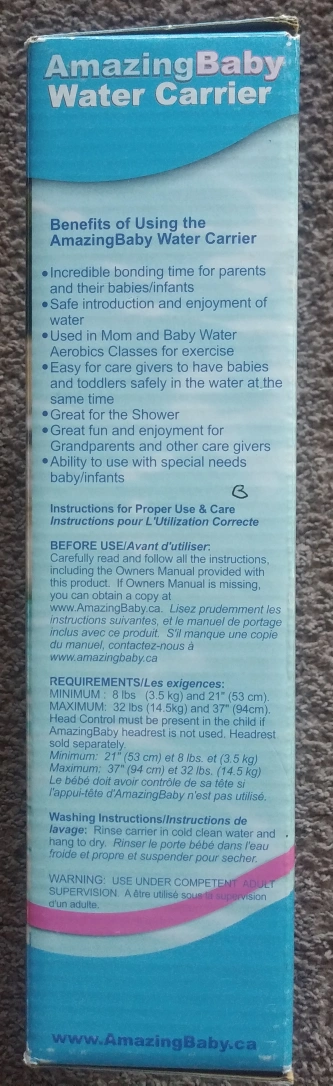 AmazingBaby
Water Carrier
Benefits of Using the
AmazingBaby Water Carrier
•Incredible bonding time for parents
and their babies/infants
•Safe introduction and enjoyment of
water
•Used in Mom and Baby Water
Aerobics Classes for exercise
•Easy for care givers to have babies
and toddlers safely in the water at the
same time
•Great for the Shower
•Great fun and enjoyment for
Grandparents and other care givers
•Ability to use with special needs
baby/infants
B
Instructions for Proper Use & Care
Instructions pour L'Utilization Correcte
BEFORE USE/Avant d'utiliser:
Carefully read and follow all the instructions,
including the Owners Manual provided with
this product. If Owners Manual is missing,
you can obtain a copy at
www.AmazingBaby.ca. Lisez prudemment les
instructions suivantes, et le manuel de portage
inclus avec ce produit. S'il manque une copie
du manuel, contactez-nous à
www.amazingbaby.ca
REQUIREMENTS/Les exigences:
MINIMUM : 8 lbs (3.5 kg) and 21" (53 cm).
MAXIMUM: 32 lbs (14.5kg) and 37" (94cm).
Head Control must be present in the child if
AmazingBaby headrest is not used. Headrest
sold separately.
Minimum: 21" (53 cm) et 8 lbs. et (3.5 kg)
Maximum: 37" (94 cm) et 32 lbs. (14.5 kg)
Le bébé doit avoir contrôle de sa tête si
l'appui-tête d'AmazingBaby n'est pas utilisé.
Washing Instructions/Instructions de
lavage: Rinse carrier in cold clean water and
hang to dry. Rinser le porte bébé dans l'eau
froide et propre et suspender pour secher.
WARNING: USE UNDER COMPETENT ADULT
SUPERVISION. A être utilisé sous la supervision
d'un adulte.
www.AmazingBaby.ca